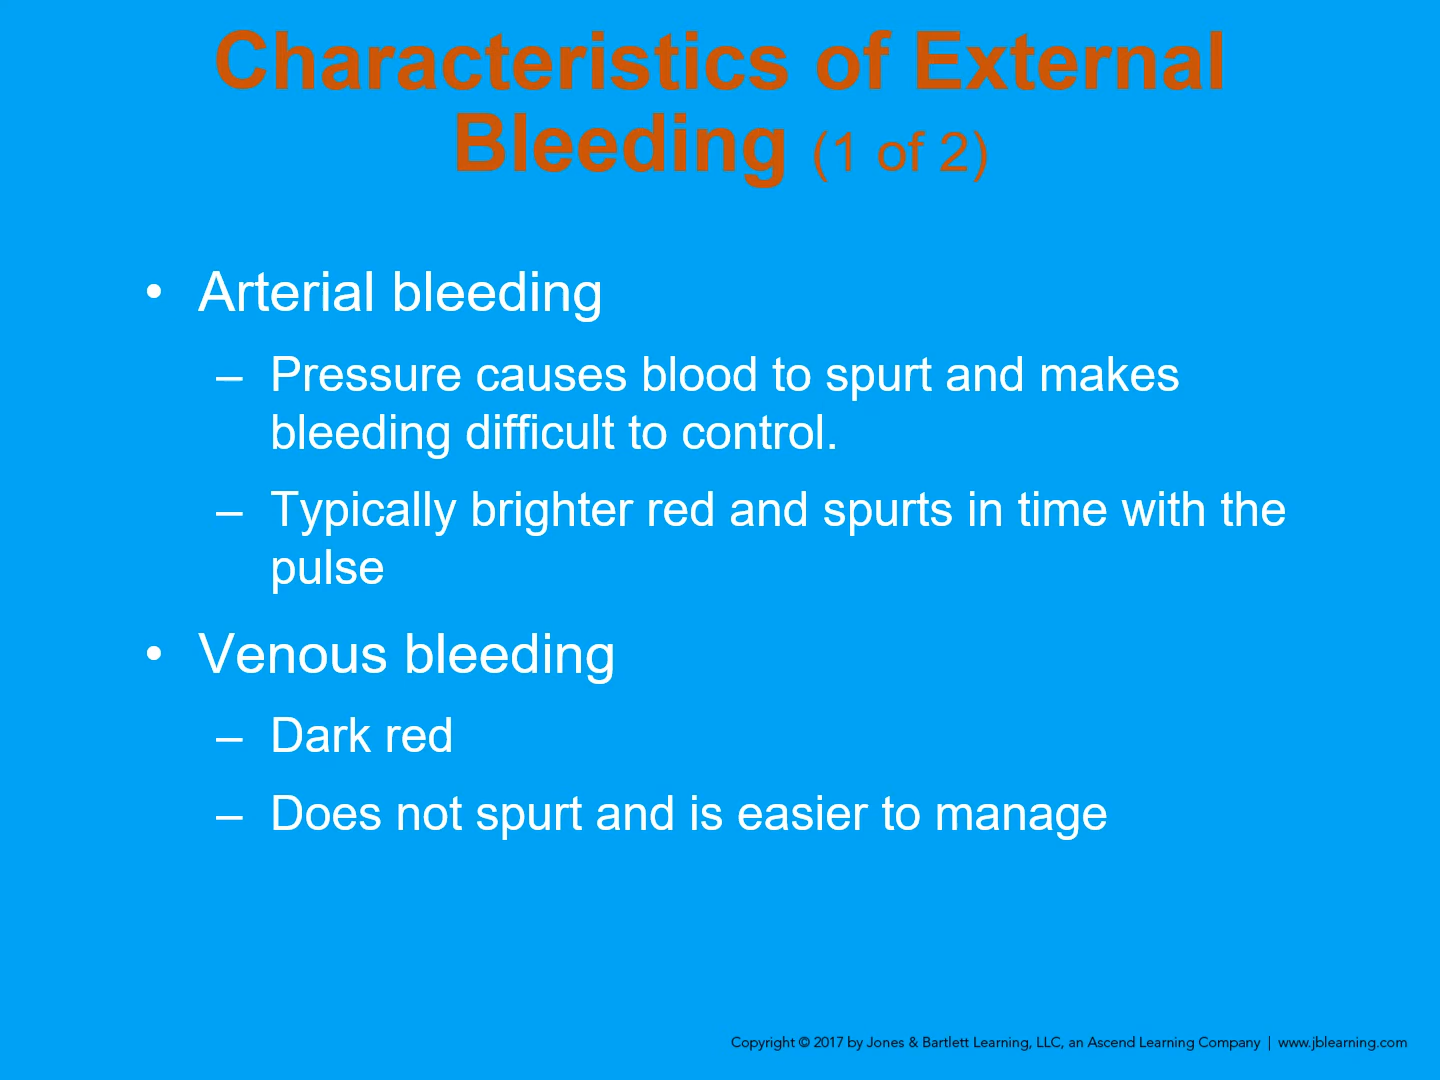 Characteristics of External
Bleeding (1 of 2)
• Arterial bleeding
– Pressure causes blood to spurt and makes
bleeding difficult to control.
– Typically brighter red and spurts in time with the
pulse
• Venous bleeding
– Dark red
– Does not spurt and is easier to manage
Copyright © 2017 by Jones & Bartlett Learning, LLC, an Ascend Learning Company | www.jblearning.com